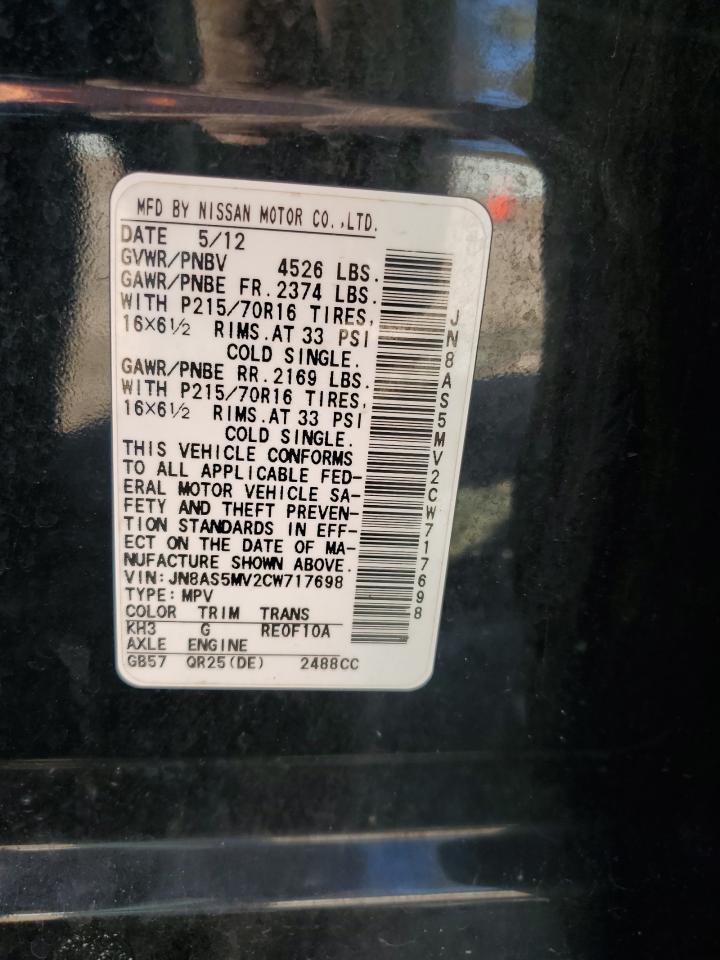 MFD BY NISSAN MOTOR CO.,LTD.
DATE 5/12
GVWR/PNBV 4526 LBS.
GAWR/PNBE FR.2374 LBS.
WITH P215/70R16 TIRES,
16×6½ RIMS.AT 33 PSI
COLD SINGLE.
GAWR/PNBE RR.2169 LBS.
WITH P215/70R16 TIRES,
16×6½ RIMS.AT 33 PSI
COLD SINGLE.
THIS VEHICLE CONFORMS
TO ALL APPLICABLE FED-
ERAL MOTOR VEHICLE SA-
FETY AND THEFT PREVEN-
TION STANDARDS IN EFF-
ECT ON THE DATE OF MA-
NUFACTURE SHOWN ABOVE.
VIN:JN8AS5MV2CW717698
TYPE:MPV
COLOR TRIM TRANS
KH3 G RE0F10A
AXLE ENGINE
GB57 QR25(DE) 2488CC
JN8AS5MV2CW717698